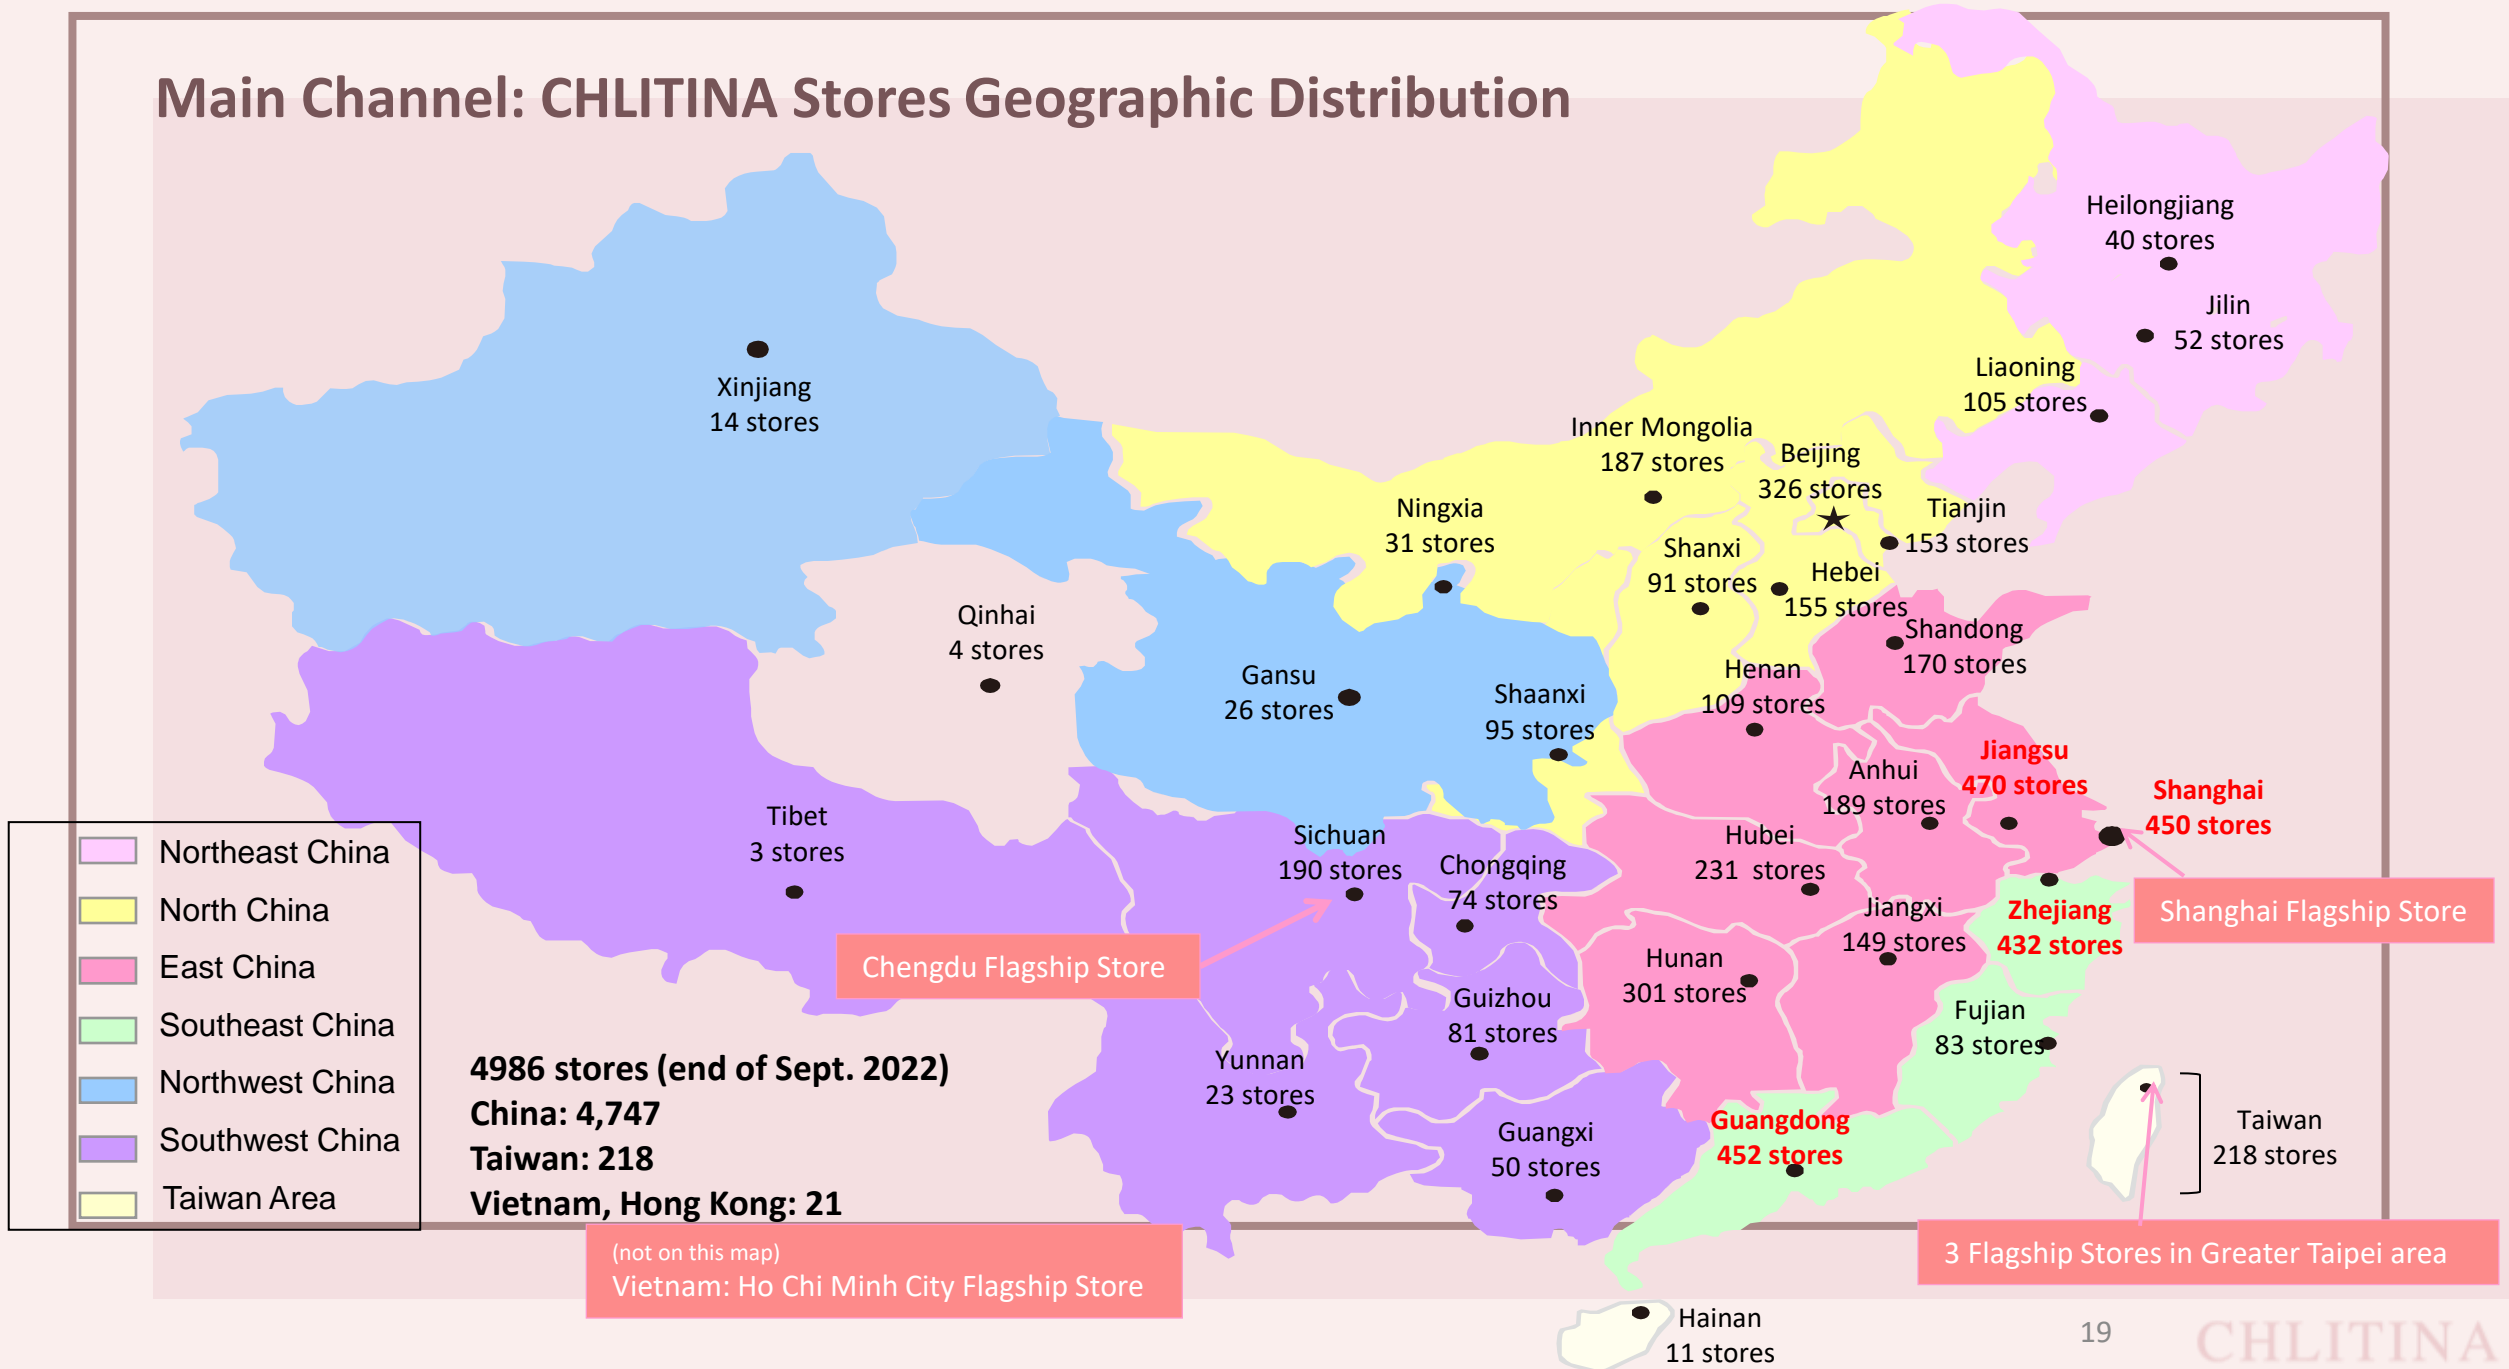 Main Channel: CHLITINA Stores Geographic Distribution
Heilongjiang
40 stores
Jilin
52 stores
Liaoning
105 stores
Xinjiang
14 stores
Inner Mongolia
187 stores
Beijing
326 stores
Ningxia
31 stores
Tianjin
153 stores
Shanxi
91 stores
Hebei
155 stores
Qinhai
4 stores
Shandong
170 stores
Gansu
26 stores
Shaanxi
95 stores
Henan
109 stores
Jiangsu
470 stores
Anhui
189 stores
Shanghai
450 stores
Tibet
3 stores
Sichuan
190 stores
Chongqing
74 stores
Hubei
231 stores
Jiangxi
149 stores
Zhejiang
432 stores
Shanghai Flagship Store
Chengdu Flagship Store
Hunan
301 stores
Guizhou
81 stores
Fujian
83 stores
Yunnan
23 stores
Guangxi
50 stores
Guangdong
452 stores
Taiwan
218 stores
Northeast China
North China
East China
Southeast China
Northwest China
Southwest China
Taiwan Area
4986 stores (end of Sept. 2022)
China: 4,747
Taiwan: 218
Vietnam, Hong Kong: 21
(not on this map)
Vietnam: Ho Chi Minh City Flagship Store
3 Flagship Stores in Greater Taipei area
Hainan
11 stores
19
CHLITINA